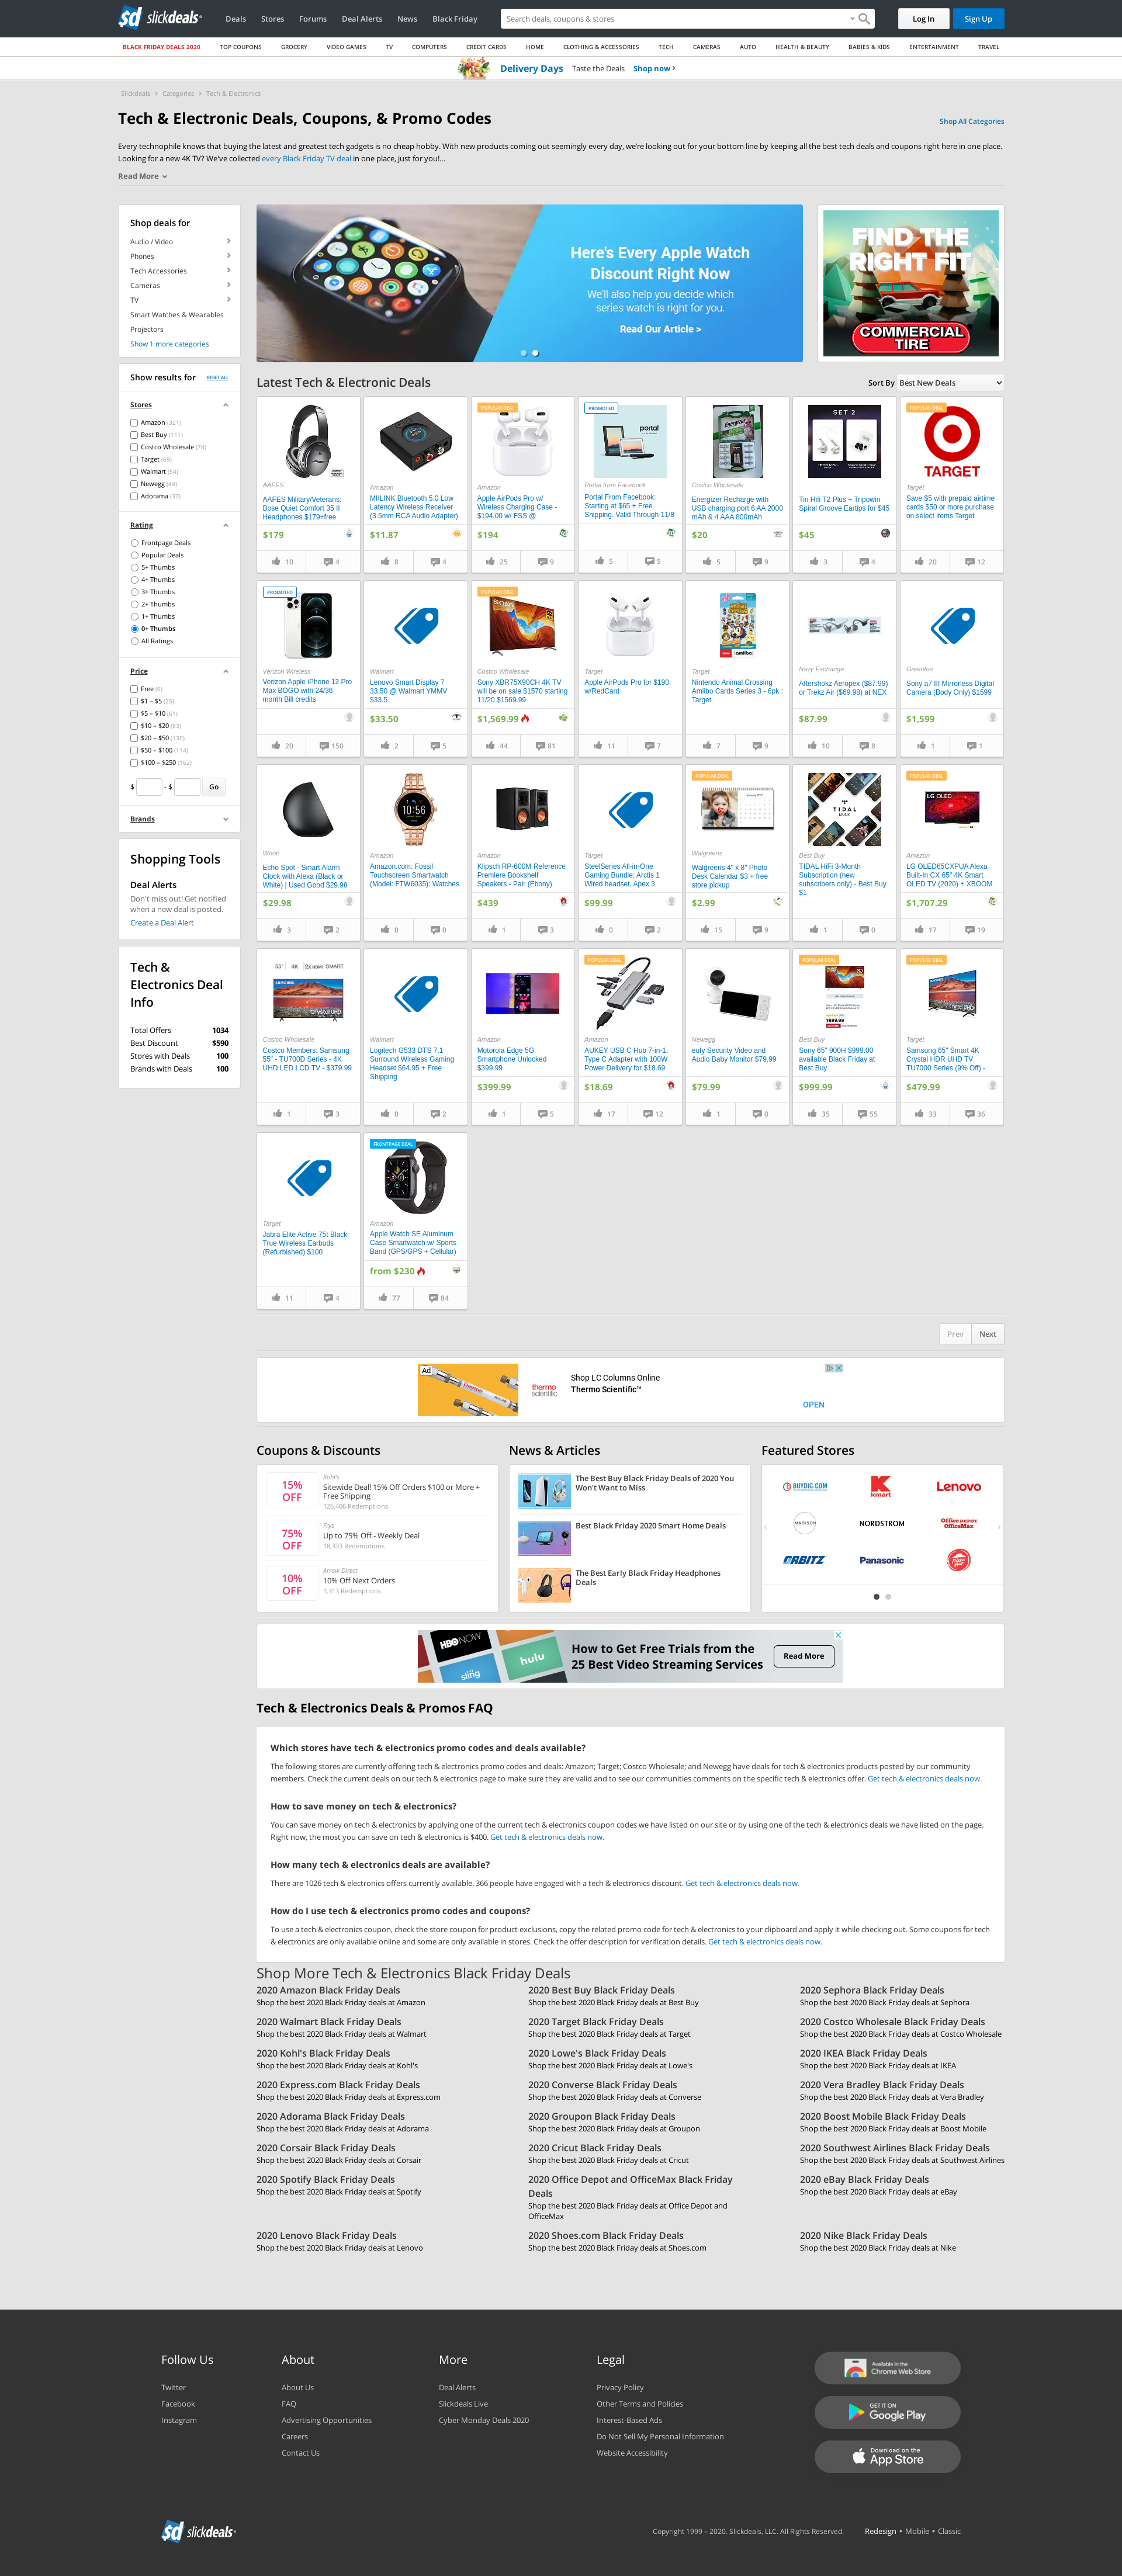 slickdeals
Deals
Stores
Forums
Deal Alerts
News
Black Friday
Search deals, coupons & stores
Log In
Sign Up
BLACK FRIDAY DEALS 2020
TOP COUPONS
GROCERY
VIDEO GAMES
TV
COMPUTERS
CREDIT CARDS
HOME
CLOTHING & ACCESSORIES
TECH
CAMERAS
AUTO
HEALTH & BEAUTY
BABIES & KIDS
ENTERTAINMENT
TRAVEL
Delivery Days Taste the Deals Shop now
Slickdeals > Categories > Tech & Electronics
Tech & Electronic Deals, Coupons, & Promo Codes
Shop All Categories
Every technophile knows that buying the latest and greatest tech gadgets is no cheap hobby. With new products coming out seemingly every day, we're looking out for your bottom line by keeping all the best tech deals and coupons right here in one place.
Looking for a new 4K TV? We've collected every Black Friday TV deal in one place, just for you!...
Read More
Shop deals for
Audio / Video
Phones
Tech Accessories
Cameras
TV
Smart Watches & Wearables
Projectors
Show 1 more categories
Show results for RESET ALL
Stores
Amazon (321)
Best Buy (111)
Costco Wholesale (74)
Target (69)
Walmart (54)
Newegg (44)
Adorama (37)
Rating
Frontpage Deals
Popular Deals
5+ Thumbs
4+ Thumbs
3+ Thumbs
2+ Thumbs
1+ Thumbs
0+ Thumbs
All Ratings
Price
Free (6)
$1 – $5 (25)
$5 – $10 (61)
$10 – $20 (83)
$20 – $50 (130)
$50 – $100 (114)
$100 – $250 (162)
$ - $ Go
Brands
Shopping Tools
Deal Alerts
Don't miss out! Get notified
when a new deal is posted.
Create a Deal Alert
Tech &
Electronics Deal
Info
Total Offers 1034
Best Discount $590
Stores with Deals 100
Brands with Deals 100
Here's Every Apple Watch
Discount Right Now
We'll also help you decide which
series watch is right for you.
Read Our Article >
FIND THE
RIGHT FIT
COMMERCIAL
TIRE
Latest Tech & Electronic Deals
Sort By Best New Deals
AAFES
AAFES Military/Veterans:
Bose Quiet Comfort 35 II
Headphones $179+free
$179
10 4
Amazon
MIILINK Bluetooth 5.0 Low
Latency Wireless Receiver
(3.5mm RCA Audio Adapter)
$11.87
8 4
POPULAR DEAL
Amazon
Apple AirPods Pro w/
Wireless Charging Case -
$194.00 w/ FSS @
$194
25 9
PROMOTED
portal
Portal from Facebook
Portal From Facebook:
Starting at $65 + Free
Shipping. Valid Through 11/8
5 5
Costco Wholesale
Energizer Recharge with
USB charging port 6 AA 2000
mAh & 4 AAA 800mAh
$20
5 9
SET 2
Tin Hifi T2 Plus + Tripowin
Spiral Groove Eartips for $45
$45
3 4
POPULAR DEAL
TARGET
Target
Save $5 with prepaid airtime
cards $50 or more purchase
on select items Target
20 12
PROMOTED
Verizon Wireless
Verizon Apple iPhone 12 Pro
Max BOGO with 24/36
month Bill credits
20 150
Walmart
Lenovo Smart Display 7
33.50 @ Walmart YMMV
$33.5
$33.50
2 5
POPULAR DEAL
SONY
Costco Wholesale
Sony XBR75X90CH 4K TV
will be on sale $1570 starting
11/20 $1569.99
$1,569.99
44 81
Target
Apple AirPods Pro for $190
w/RedCard
11 7
amiibo
Target
Nintendo Animal Crossing
Amiibo Cards Series 3 - 6pk :
Target
7 9
Navy Exchange
Aftershokz Aeropex ($87.99)
or Trekz Air ($69.98) at NEX
$87.99
10 8
Greentoe
Sony a7 III Mirrorless Digital
Camera (Body Only) $1599
$1,599
1 1
Woot!
Echo Spot - Smart Alarm
Clock with Alexa (Black or
White) | Used Good $29.98
$29.98
3 2
Amazon
Amazon.com: Fossil
Touchscreen Smartwatch
(Model: FTW6035): Watches
0 0
Amazon
Klipsch RP-600M Reference
Premiere Bookshelf
Speakers - Pair (Ebony)
$439
1 3
Target
SteelSeries All-in-One
Gaming Bundle; Arctis 1
Wired headset, Apex 3
$99.99
0 2
POPULAR DEAL
Walgreens
Walgreens 4" x 8" Photo
Desk Calendar $3 + free
store pickup
$2.99
15 9
TIDAL
MUSIC
Best Buy
TIDAL HiFi 3-Month
Subscription (new
subscribers only) - Best Buy
$1
1 0
POPULAR DEAL
LG OLED
Amazon
LG OLED65CXPUA Alexa
Built-In CX 65" 4K Smart
OLED TV (2020) + XBOOM
$1,707.29
17 19
55" 4K 2x HDMI SMART
SAMSUNG
Crystal UHD
Costco Wholesale
Costco Members: Samsung
55" - TU700D Series - 4K
UHD LED LCD TV - $379.99
1 3
Walmart
Logitech G533 DTS 7.1
Surround Wireless Gaming
Headset $64.95 + Free
Shipping
0 2
Amazon
Motorola Edge 5G
Smartphone Unlocked
$399.99
$399.99
1 5
POPULAR DEAL
Amazon
AUKEY USB C Hub 7-in-1,
Type C Adapter with 100W
Power Delivery for $18.69
$18.69
17 12
Newegg
eufy Security Video and
Audio Baby Monitor $79.99
$79.99
1 0
POPULAR DEAL
$999.99
Best Buy
Sony 65" 900H $999.00
available Black Friday at
Best Buy
$999.99
35 55
POPULAR DEAL
Target
Samsung 65" Smart 4K
Crystal HDR UHD TV
TU7000 Series (9% Off) -
$479.99
33 36
Target
Jabra Elite Active 75t Black
True Wireless Earbuds
(Refurbished) $100
11 4
FRONTPAGE DEAL
Amazon
Apple Watch SE Aluminum
Case Smartwatch w/ Sports
Band (GPS/GPS + Cellular)
from $230
77 84
Prev Next
Ad
thermo
scientific
Shop LC Columns Online
Thermo Scientific™
OPEN
Coupons & Discounts
15%
OFF
Kohl's
Sitewide Deal! 15% Off Orders $100 or More +
Free Shipping
126,406 Redemptions
75%
OFF
Frys
Up to 75% Off - Weekly Deal
18,333 Redemptions
10%
OFF
Arrow Direct
10% Off Next Orders
1,313 Redemptions
News & Articles
The Best Buy Black Friday Deals of 2020 You
Won't Want to Miss
Best Black Friday 2020 Smart Home Deals
The Best Early Black Friday Headphones
Deals
Featured Stores
BUYDIG.COM
kmart
Lenovo
MADISON
NORDSTROM
Office DEPOT
OfficeMax
ORBITZ
Panasonic
HBO NOW
sling
hulu
How to Get Free Trials from the
25 Best Video Streaming Services
Read More
Tech & Electronics Deals & Promos FAQ
Which stores have tech & electronics promo codes and deals available?
The following stores are currently offering tech & electronics promo codes and deals: Amazon; Target; Costco Wholesale; and Newegg have deals for tech & electronics products posted by our community
members. Check the current deals on our tech & electronics page to make sure they are valid and to see our communities comments on the specific tech & electronics offer. Get tech & electronics deals now.
How to save money on tech & electronics?
You can save money on tech & electronics by applying one of the current tech & electronics coupon codes we have listed on our site or by using one of the tech & electronics deals we have listed on the page.
Right now, the most you can save on tech & electronics is $400. Get tech & electronics deals now.
How many tech & electronics deals are available?
There are 1026 tech & electronics offers currently available. 366 people have engaged with a tech & electronics discount. Get tech & electronics deals now.
How do I use tech & electronics promo codes and coupons?
To use a tech & electronics coupon, check the store coupon for product exclusions, copy the related promo code for tech & electronics to your clipboard and apply it while checking out. Some coupons for tech
& electronics are only available online and some are only available in stores. Check the offer description for verification details. Get tech & electronics deals now.
Shop More Tech & Electronics Black Friday Deals
2020 Amazon Black Friday Deals
Shop the best 2020 Black Friday deals at Amazon
2020 Best Buy Black Friday Deals
Shop the best 2020 Black Friday deals at Best Buy
2020 Sephora Black Friday Deals
Shop the best 2020 Black Friday deals at Sephora
2020 Walmart Black Friday Deals
Shop the best 2020 Black Friday deals at Walmart
2020 Target Black Friday Deals
Shop the best 2020 Black Friday deals at Target
2020 Costco Wholesale Black Friday Deals
Shop the best 2020 Black Friday deals at Costco Wholesale
2020 Kohl's Black Friday Deals
Shop the best 2020 Black Friday deals at Kohl's
2020 Lowe's Black Friday Deals
Shop the best 2020 Black Friday deals at Lowe's
2020 IKEA Black Friday Deals
Shop the best 2020 Black Friday deals at IKEA
2020 Express.com Black Friday Deals
Shop the best 2020 Black Friday deals at Express.com
2020 Converse Black Friday Deals
Shop the best 2020 Black Friday deals at Converse
2020 Vera Bradley Black Friday Deals
Shop the best 2020 Black Friday deals at Vera Bradley
2020 Adorama Black Friday Deals
Shop the best 2020 Black Friday deals at Adorama
2020 Groupon Black Friday Deals
Shop the best 2020 Black Friday deals at Groupon
2020 Boost Mobile Black Friday Deals
Shop the best 2020 Black Friday deals at Boost Mobile
2020 Corsair Black Friday Deals
Shop the best 2020 Black Friday deals at Corsair
2020 Cricut Black Friday Deals
Shop the best 2020 Black Friday deals at Cricut
2020 Southwest Airlines Black Friday Deals
Shop the best 2020 Black Friday deals at Southwest Airlines
2020 Spotify Black Friday Deals
Shop the best 2020 Black Friday deals at Spotify
2020 Office Depot and OfficeMax Black Friday
Deals
Shop the best 2020 Black Friday deals at Office Depot and
OfficeMax
2020 eBay Black Friday Deals
Shop the best 2020 Black Friday deals at eBay
2020 Lenovo Black Friday Deals
Shop the best 2020 Black Friday deals at Lenovo
2020 Shoes.com Black Friday Deals
Shop the best 2020 Black Friday deals at Shoes.com
2020 Nike Black Friday Deals
Shop the best 2020 Black Friday deals at Nike
Follow Us
Twitter
Facebook
Instagram
About
About Us
FAQ
Advertising Opportunities
Careers
Contact Us
More
Deal Alerts
Slickdeals Live
Cyber Monday Deals 2020
Legal
Privacy Policy
Other Terms and Policies
Interest-Based Ads
Do Not Sell My Personal Information
Website Accessibility
Available in the
Chrome Web Store
GET IT ON
Google Play
Download on the
App Store
slickdeals
Copyright 1999 – 2020. Slickdeals, LLC. All Rights Reserved.
Redesign • Mobile • Classic